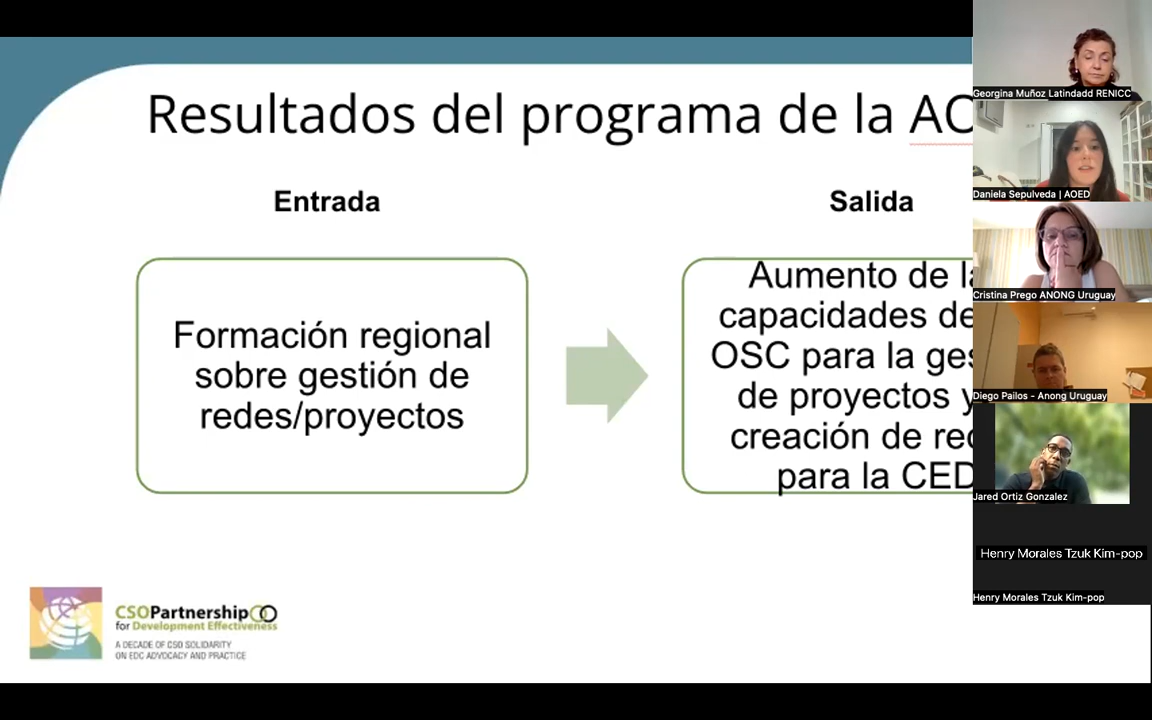 Resultados del programa de la AO
Entrada
Salida
Formación regional
sobre gestión de
redes/proyectos
Aumento de la
capacidades de
OSC para la ges
de proyectos y
creación de red
para la CED
CSOPartnership
for Development Effectiveness
A DECADE OF CSO SOLIDARITY
ON EDC ADVOCACY AND PRACTICE
Georgina Muñoz Latindadd RENICC
Daniela Sepulveda | AOED
Cristina Prego ANONG Uruguay
Diego Pailos - Anong Uruguay
Jared Ortiz Gonzalez
Henry Morales Tzuk Kim-pop
Henry Morales Tzuk Kim-pop